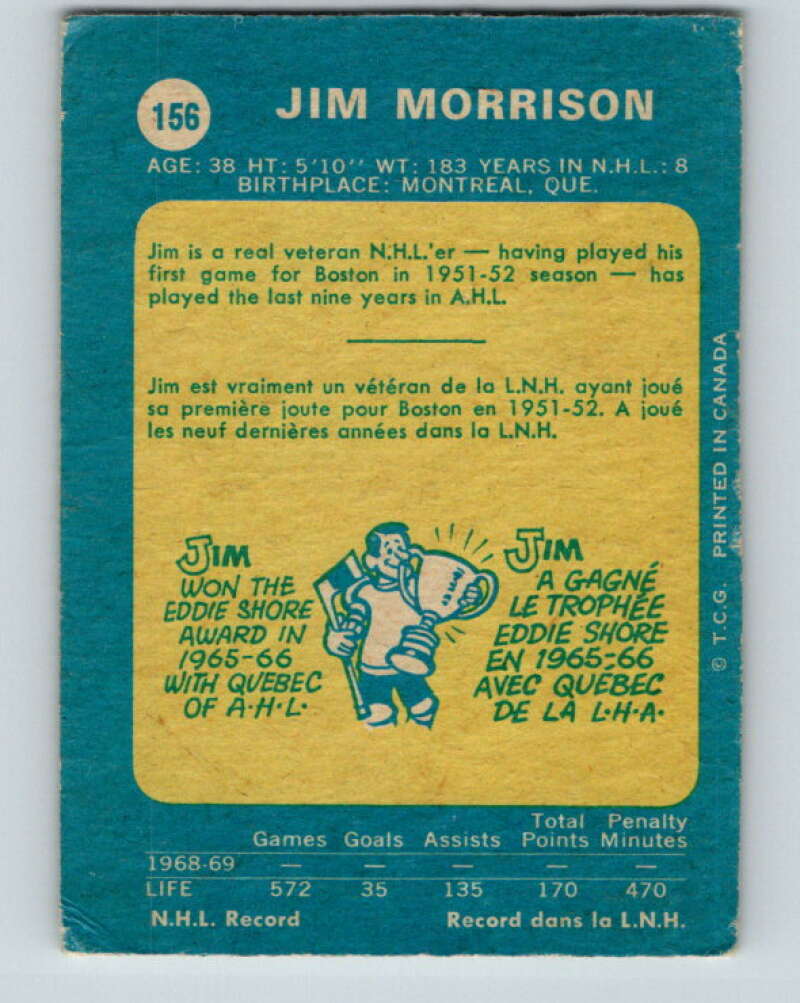 156
JIM MORRISON
AGE: 38 HT: 5'10'' WT: 183 YEARS IN N.H.L.: 8
BIRTHPLACE: MONTREAL, QUE.
Jim is a real veteran N.H.L.'er — having played his
first game for Boston in 1951-52 season — has
played the last nine years in A.H.L.
Jim est vraiment un vétéran de la L.N.H. ayant joué
sa première joute pour Boston en 1951-52. A joué
les neuf dernières années dans la L.N.H.
JIM
WON THE
EDDIE SHORE
AWARD IN
1965-66
WITH QUEBEC
OF A.H.L.
JIM
A GAGNÉ
LE TROPHÉE
EDDIE SHORE
EN 1965-66
AVEC QUÉBEC
DE LA L.H.A.
© T.C.G. PRINTED IN CANADA
Games Goals Assists Total Points Penalty Minutes
1968-69 — — — — —
LIFE 572 35 135 170 470
N.H.L. Record Record dans la L.N.H.